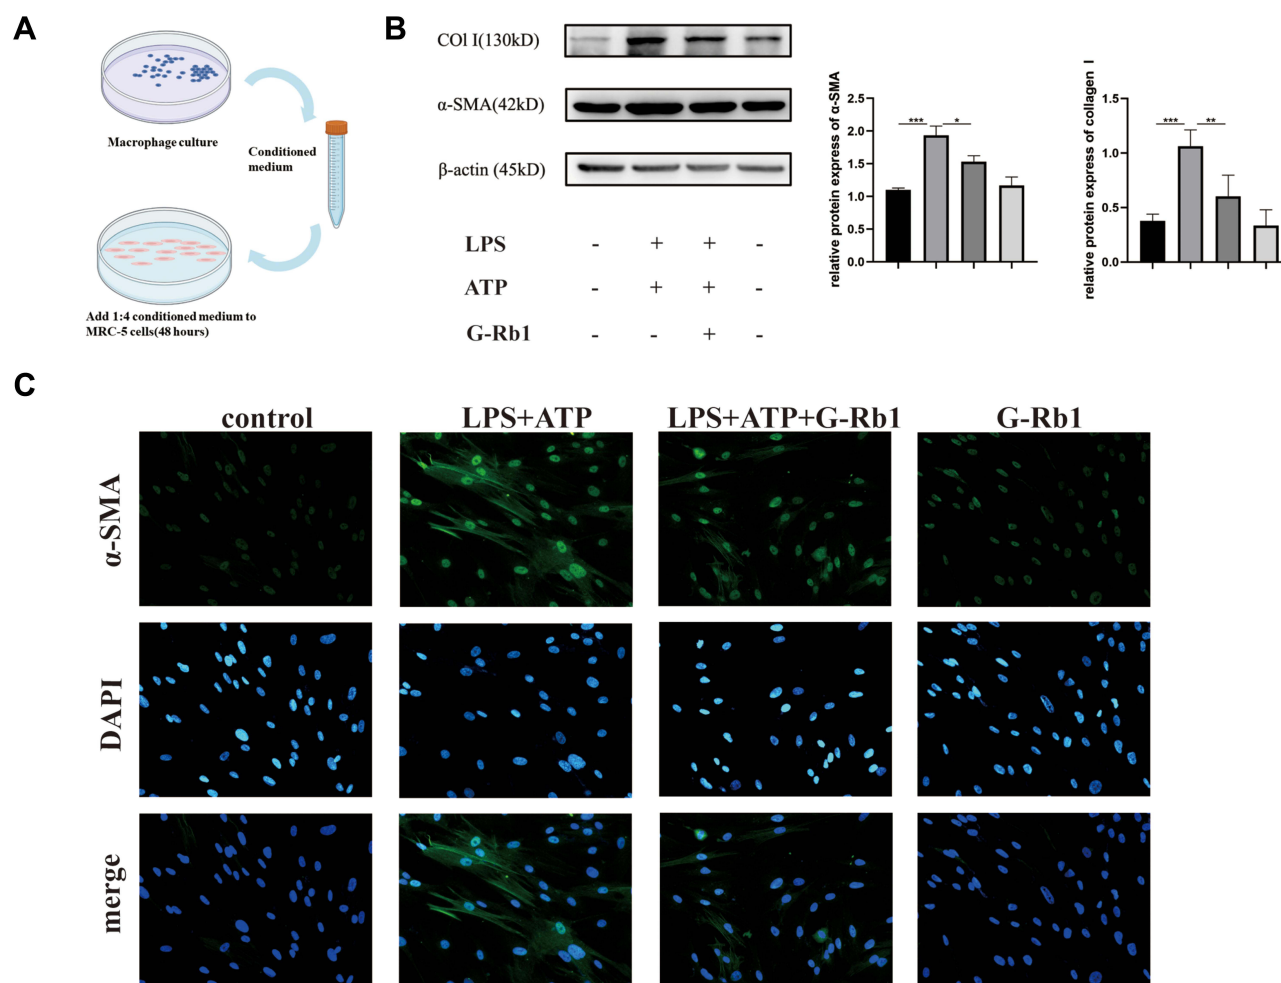 A
Macrophage culture
Conditioned
medium
Add 1:4 conditioned medium to
MRC-5 cells(48 hours)
B
COl I(130kD)
α-SMA(42kD)
β-actin (45kD)
LPS - + + -
ATP - + + -
G-Rb1 - - + -
relative protein express of α-SMA
2.5
2.0
1.5
1.0
0.5
0.0
*** *
relative protein express of collagen I
1.5
1.0
0.5
0.0
*** **
C
control LPS+ATP LPS+ATP+G-Rb1 G-Rb1
α-SMA
DAPI
merge